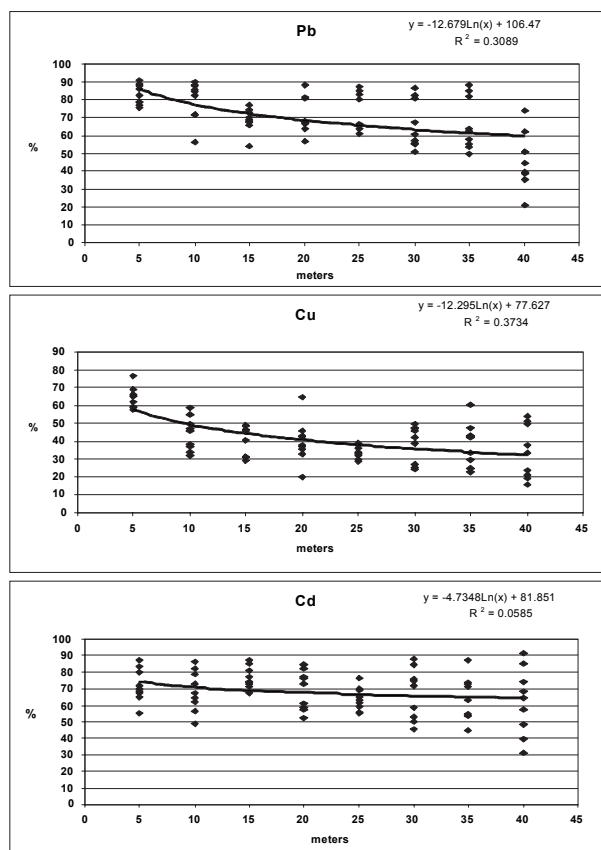 Pb
y = -12.679Ln(x) + 106.47
R² = 0.3089
100
90
80
70
60
50
40
30
20
10
0
%
0 5 10 15 20 25 30 35 40 45
meters
Cu
y = -12.295Ln(x) + 77.627
R² = 0.3734
90
80
70
60
50
40
30
20
10
0
%
0 5 10 15 20 25 30 35 40 45
meters
Cd
y = -4.7348Ln(x) + 81.851
R² = 0.0585
100
90
80
70
60
50
40
30
20
10
0
%
0 5 10 15 20 25 30 35 40 45
meters